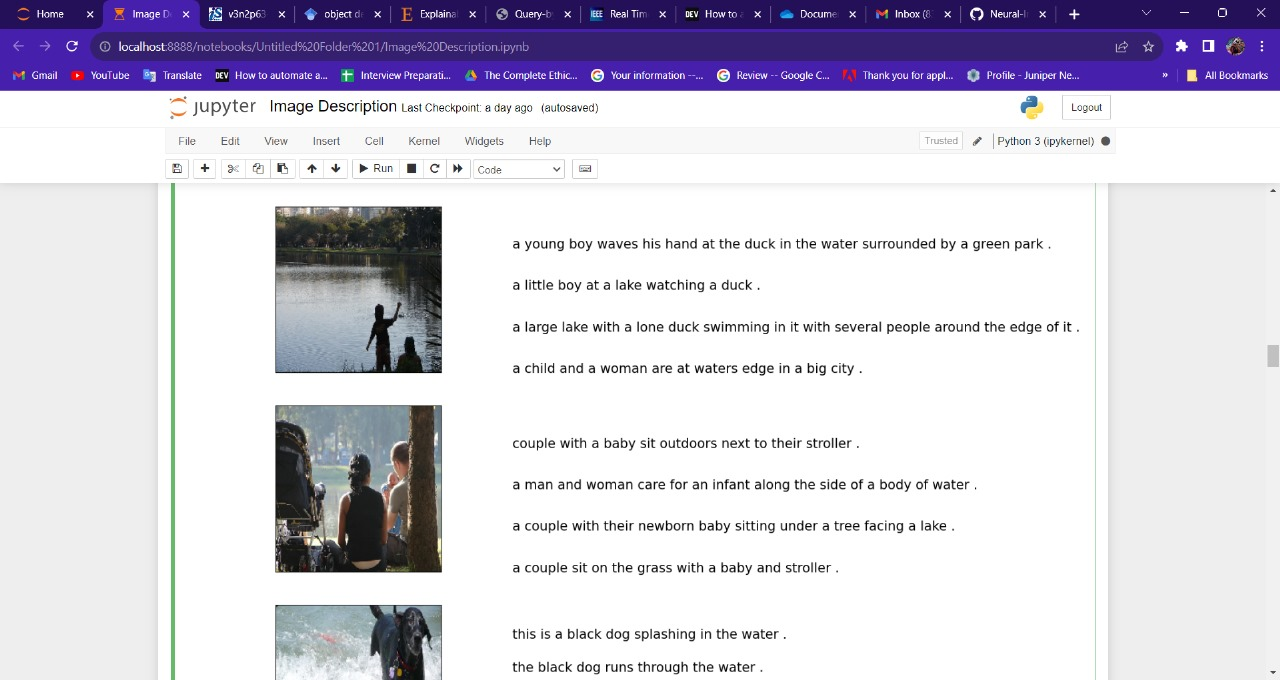 Home
Image D
v3n2p63
object d
Explaina
Query-b
Real Tim
DEV How to a
Docume
Inbox (8
Neural-I
localhost:8888/notebooks/Untitled%20Folder%201/Image%20Description.ipynb
Gmail
YouTube
Translate
DEV How to automate a...
Interview Preparati...
The Complete Ethic...
Your information --...
Review -- Google C...
Thank you for appl...
Profile - Juniper Ne...
» All Bookmarks
jupyter Image Description Last Checkpoint: a day ago (autosaved)
Logout
File Edit View Insert Cell Kernel Widgets Help
Trusted Python 3 (ipykernel)
Run Code
a young boy waves his hand at the duck in the water surrounded by a green park .
a little boy at a lake watching a duck .
a large lake with a lone duck swimming in it with several people around the edge of it .
a child and a woman are at waters edge in a big city .
couple with a baby sit outdoors next to their stroller .
a man and woman care for an infant along the side of a body of water .
a couple with their newborn baby sitting under a tree facing a lake .
a couple sit on the grass with a baby and stroller .
this is a black dog splashing in the water .
the black dog runs through the water .